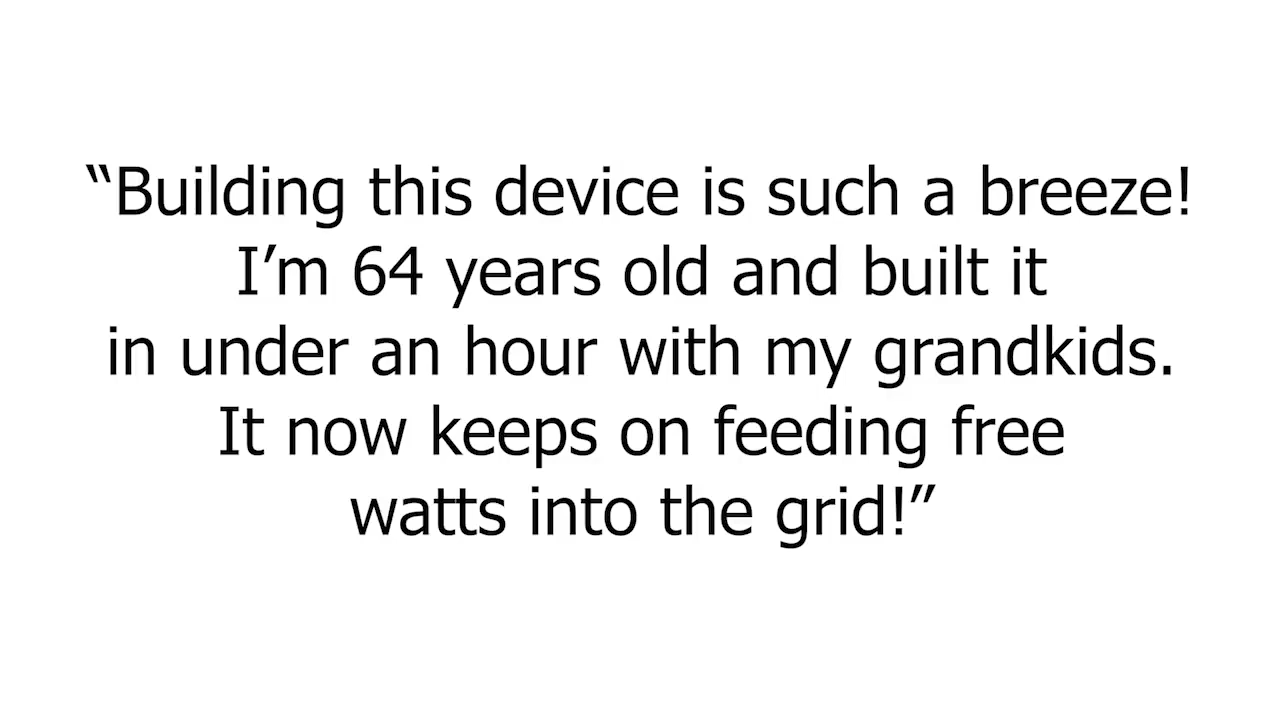 “Building this device is such a breeze!
I’m 64 years old and built it
in under an hour with my grandkids.
It now keeps on feeding free
watts into the grid!”